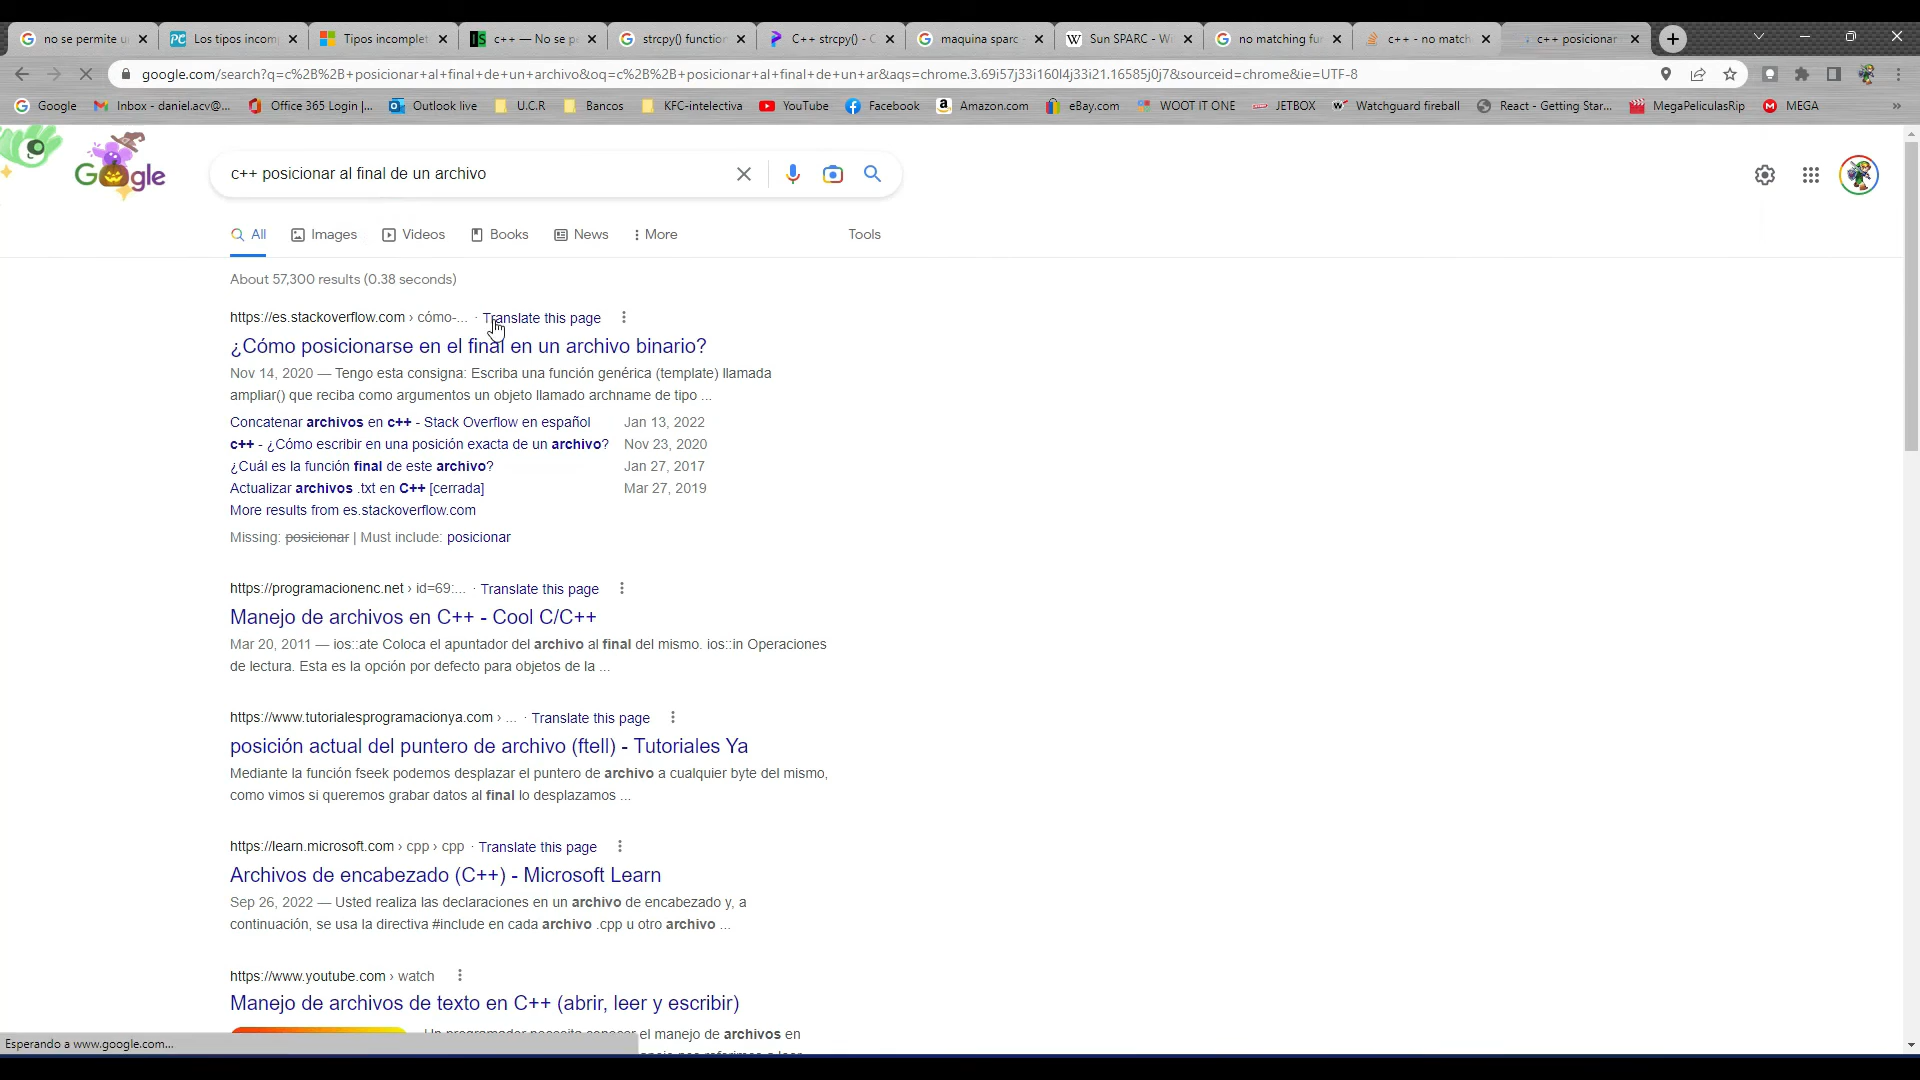 no se permite u
Los tipos incom
Tipos incomplet
c++ — No se pe
strcpy() function
C++ strcpy() - C
maquina sparc -
Sun SPARC - W
no matching fun
c++ - no match
c++ posicionar
google.com/search?q=c%2B%2B+posicionar+al+final+de+un+archivo&oq=c%2B%2B+posicionar+al+final+de+un+ar&aqs=chrome.3.69i57j33i160l4j33i21.16585j0j7&sourceid=chrome&ie=UTF-8
Google
Inbox - daniel.acv@...
Office 365 Login |...
Outlook live
U.C.R
Bancos
KFC-intelectiva
YouTube
Facebook
Amazon.com
eBay.com
WOOT IT ONE
JETBOX
Watchguard fireball
React - Getting Star...
MegaPeliculasRip
MEGA
»
Google
c++ posicionar al final de un archivo
All
Images
Videos
Books
News
More
Tools
About 57,300 results (0.38 seconds)
https://es.stackoverflow.com › cómo-... · Translate this page
¿Cómo posicionarse en el final en un archivo binario?
Nov 14, 2020 — Tengo esta consigna: Escriba una función genérica (template) llamada
ampliar() que reciba como argumentos un objeto llamado archname de tipo ...
Concatenar archivos en c++ - Stack Overflow en español Jan 13, 2022
c++ - ¿Cómo escribir en una posición exacta de un archivo? Nov 23, 2020
¿Cuál es la función final de este archivo? Jan 27, 2017
Actualizar archivos .txt en C++ [cerrada] Mar 27, 2019
More results from es.stackoverflow.com
Missing: posicionar | Must include: posicionar
https://programacionenc.net › id=69:... · Translate this page
Manejo de archivos en C++ - Cool C/C++
Mar 20, 2011 — ios::ate Coloca el apuntador del archivo al final del mismo. ios::in Operaciones
de lectura. Esta es la opción por defecto para objetos de la ...
https://www.tutorialesprogramacionya.com › ... · Translate this page
posición actual del puntero de archivo (ftell) - Tutoriales Ya
Mediante la función fseek podemos desplazar el puntero de archivo a cualquier byte del mismo,
como vimos si queremos grabar datos al final lo desplazamos ...
https://learn.microsoft.com › cpp › cpp · Translate this page
Archivos de encabezado (C++) - Microsoft Learn
Sep 26, 2022 — Usted realiza las declaraciones en un archivo de encabezado y, a
continuación, se usa la directiva #include en cada archivo .cpp u otro archivo ...
https://www.youtube.com › watch
Manejo de archivos de texto en C++ (abrir, leer y escribir)
el manejo de archivos en
Esperando a www.google.com...